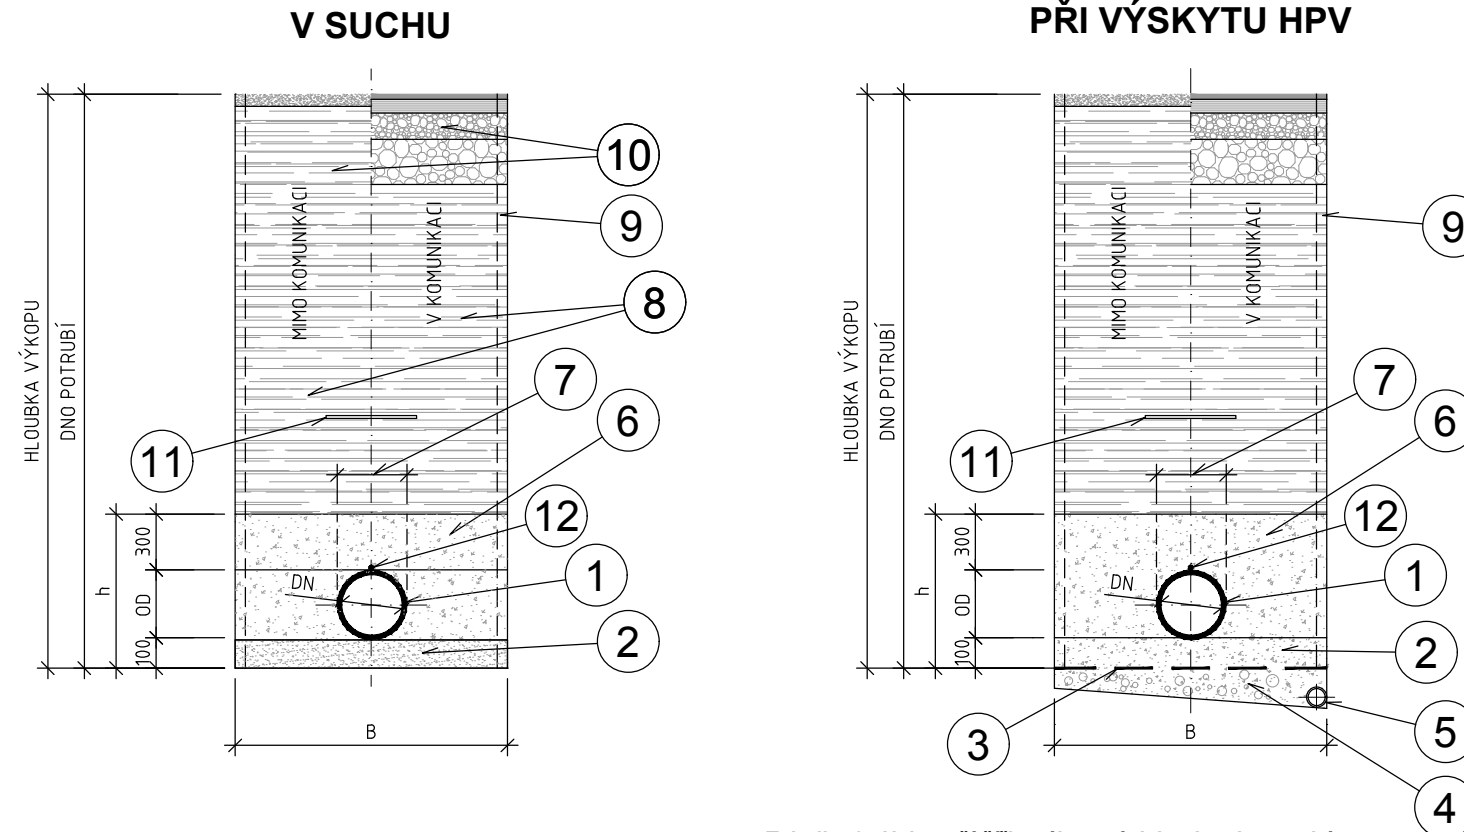 V SUCHU
PŘI VÝSKYTU HPV
10
9
8
7
6
11
12
1
2
HLOUBKA VÝKOPU
DNO POTRUBÍ
MIMO KOMUNIKACI
V KOMUNIKACI
h
300
OD
100
DN
B
9
7
6
11
12
1
2
3
5
4
HLOUBKA VÝKOPU
DNO POTRUBÍ
MIMO KOMUNIKACI
V KOMUNIKACI
h
300
OD
100
DN
B